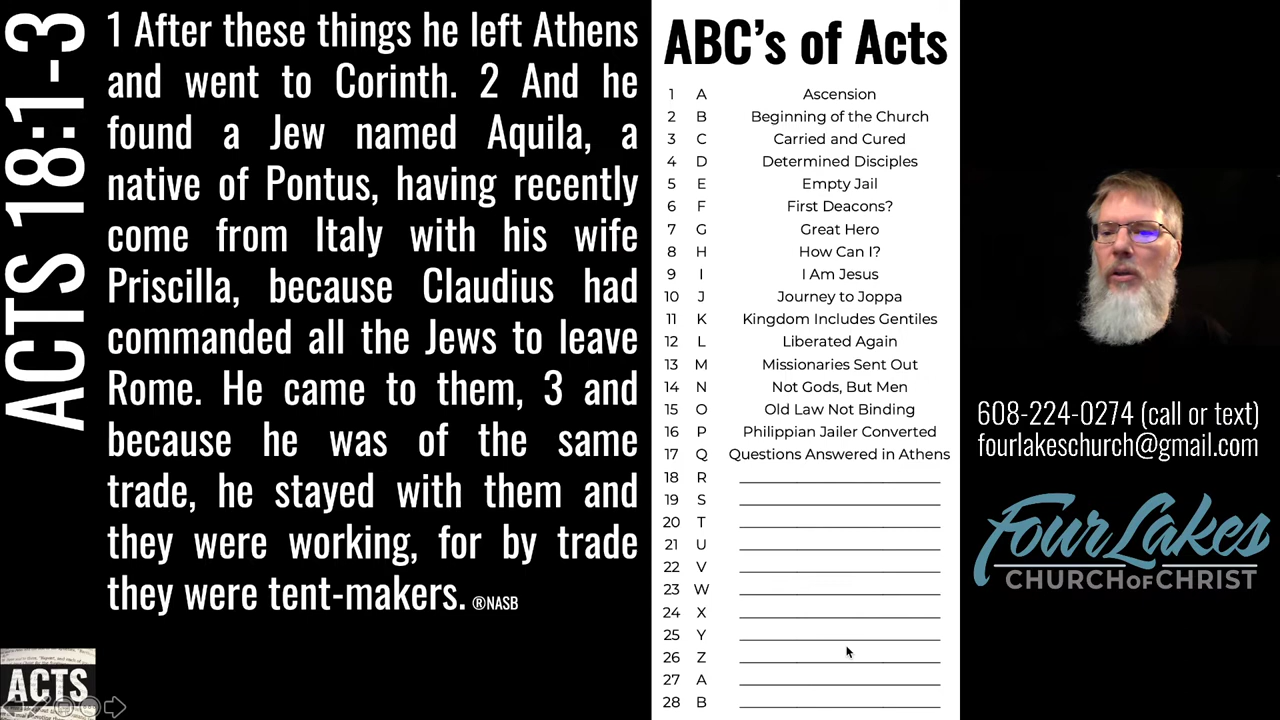 ACTS 18:1-3
1 After these things he left Athens
and went to Corinth. 2 And he
found a Jew named Aquila, a
native of Pontus, having recently
come from Italy with his wife
Priscilla, because Claudius had
commanded all the Jews to leave
Rome. He came to them, 3 and
because he was of the same
trade, he stayed with them and
they were working, for by trade
they were tent-makers. ®NASB
ACTS
ABC's of Acts
1 A Ascension
2 B Beginning of the Church
3 C Carried and Cured
4 D Determined Disciples
5 E Empty Jail
6 F First Deacons?
7 G Great Hero
8 H How Can I?
9 I I Am Jesus
10 J Journey to Joppa
11 K Kingdom Includes Gentiles
12 L Liberated Again
13 M Missionaries Sent Out
14 N Not Gods, But Men
15 O Old Law Not Binding
16 P Philippian Jailer Converted
17 Q Questions Answered in Athens
18 R
19 S
20 T
21 U
22 V
23 W
24 X
25 Y
26 Z
27 A
28 B
608-224-0274 (call or text)
fourlakeschurch@gmail.com
Four Lakes
CHURCH OF CHRIST